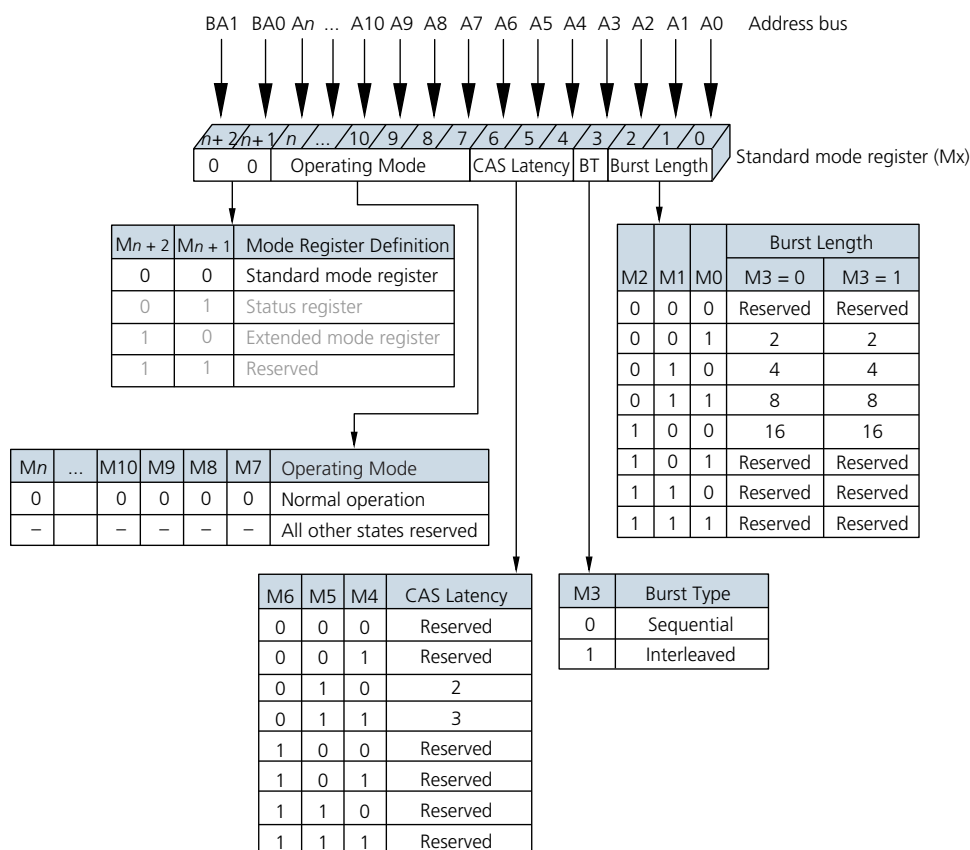 BA1 BA0 An ... A10 A9 A8 A7 A6 A5 A4 A3 A2 A1 A0 Address bus
n + 2 n + 1 n ... 10 9 8 7 6 5 4 3 2 1 0
Standard mode register (Mx)
0 0 Operating Mode CAS Latency BT Burst Length
Mn + 2 Mn + 1 Mode Register Definition
0 0 Standard mode register
0 1 Status register
1 0 Extended mode register
1 1 Reserved
Burst Length
M2 M1 M0 M3 = 0 M3 = 1
0 0 0 Reserved Reserved
0 0 1 2 2
0 1 0 4 4
0 1 1 8 8
1 0 0 16 16
1 0 1 Reserved Reserved
1 1 0 Reserved Reserved
1 1 1 Reserved Reserved
Mn ... M10 M9 M8 M7 Operating Mode
0 0 0 0 0 Normal operation
– – – – – All other states reserved
M6 M5 M4 CAS Latency
0 0 0 Reserved
0 0 1 Reserved
0 1 0 2
0 1 1 3
1 0 0 Reserved
1 0 1 Reserved
1 1 0 Reserved
1 1 1 Reserved
M3 Burst Type
0 Sequential
1 Interleaved